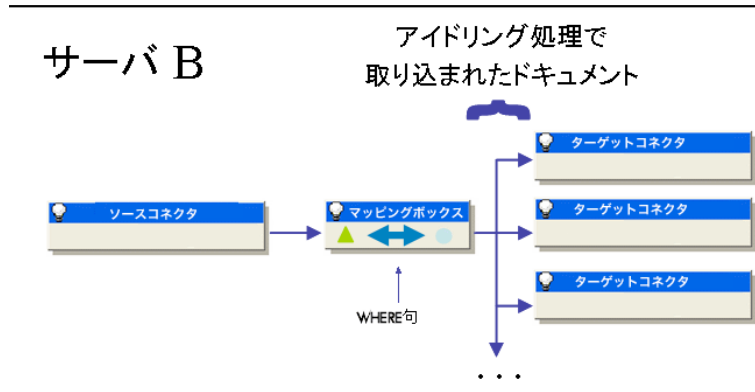 サーバ B
アイドリング処理で
取り込まれたドキュメント
ターゲットコネクタ
ソースコネクタ
マッピングボックス
ターゲットコネクタ
ターゲットコネクタ
WHERE句
・・・